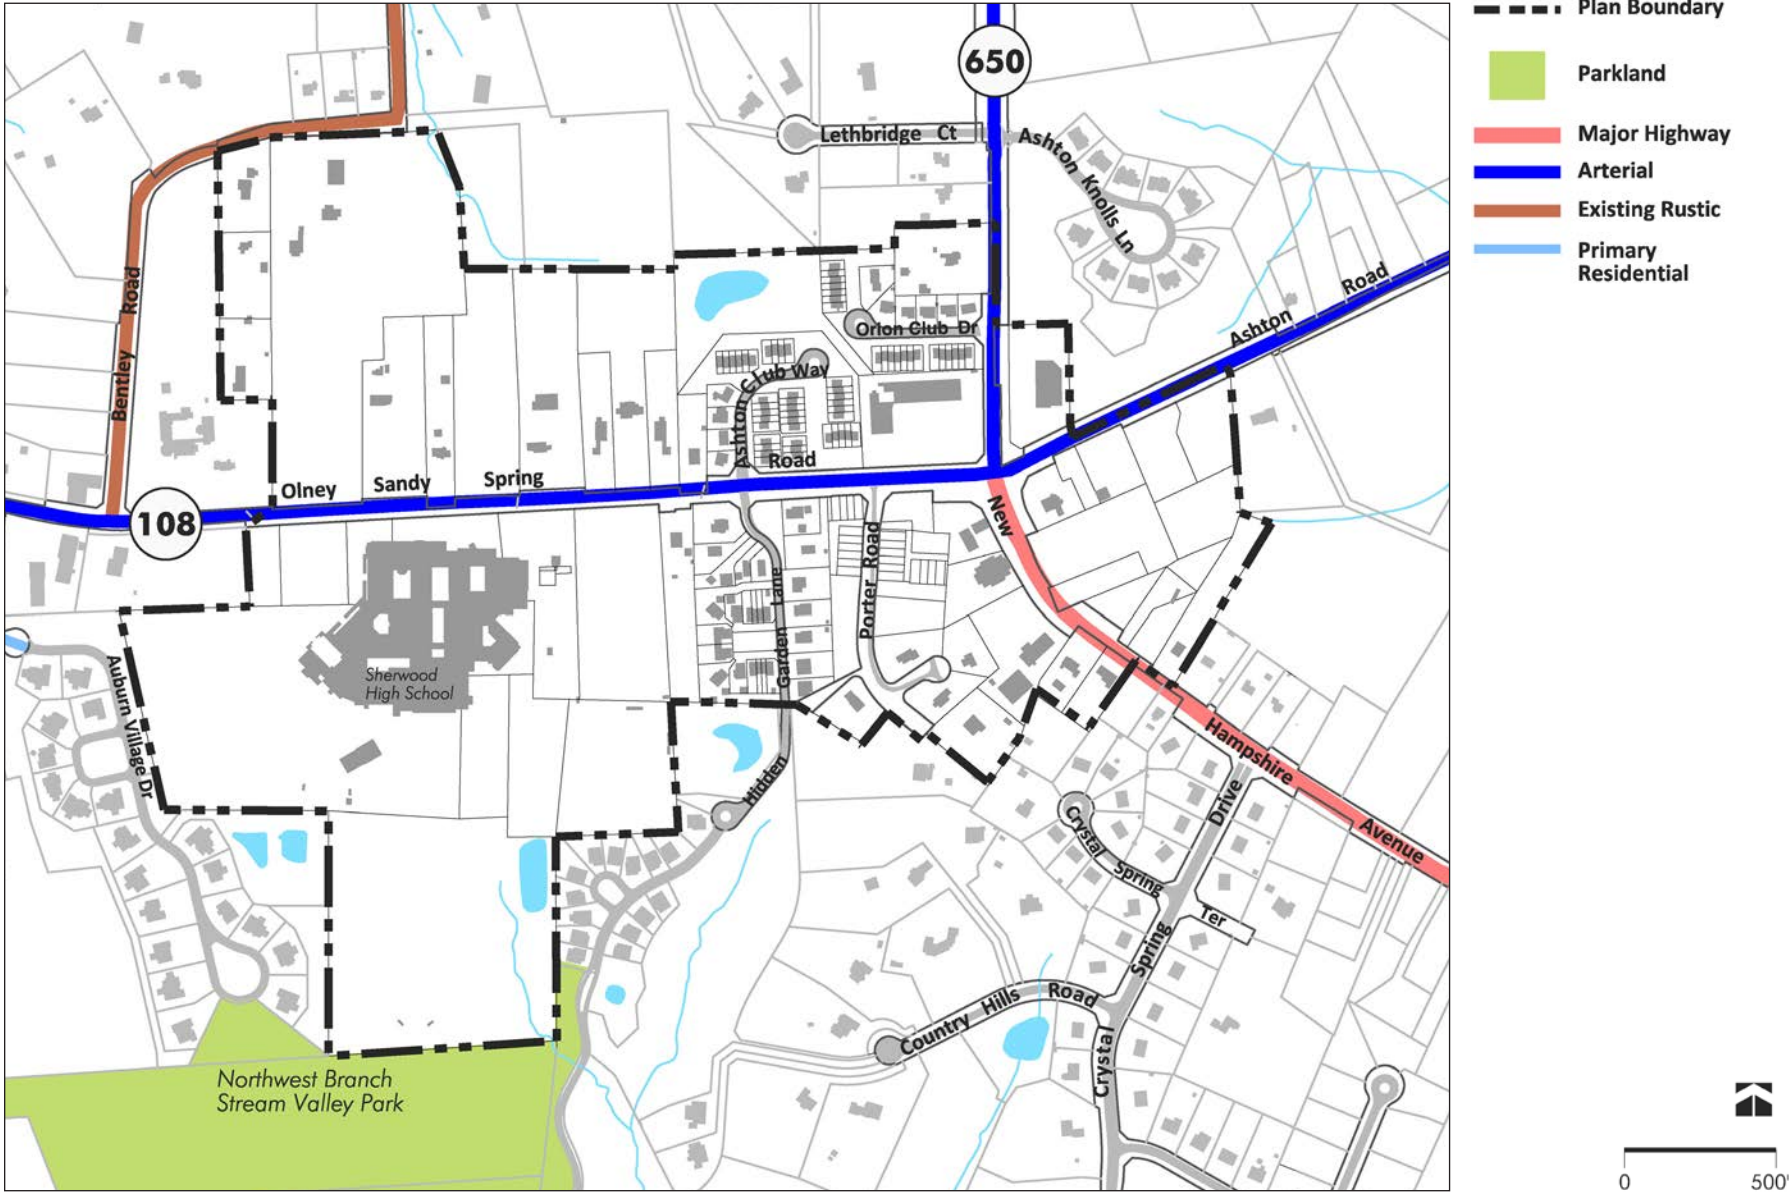 Plan Boundary
Parkland
Major Highway
Arterial
Existing Rustic
Primary
Residential
650
Lethbridge Ct
Ashton Knolls Ln
Bentley Road
Orion Club Dr
Ashton Road
Ashton Club Way
Olney Sandy Spring Road
108
New Hampshire Avenue
Porter Road
Hidden Garden Lane
Sherwood
High School
Auburn Village Dr
Crystal Spring Drive
Crystal Spring Ter
Country Hills Road
Northwest Branch
Stream Valley Park
0 500'